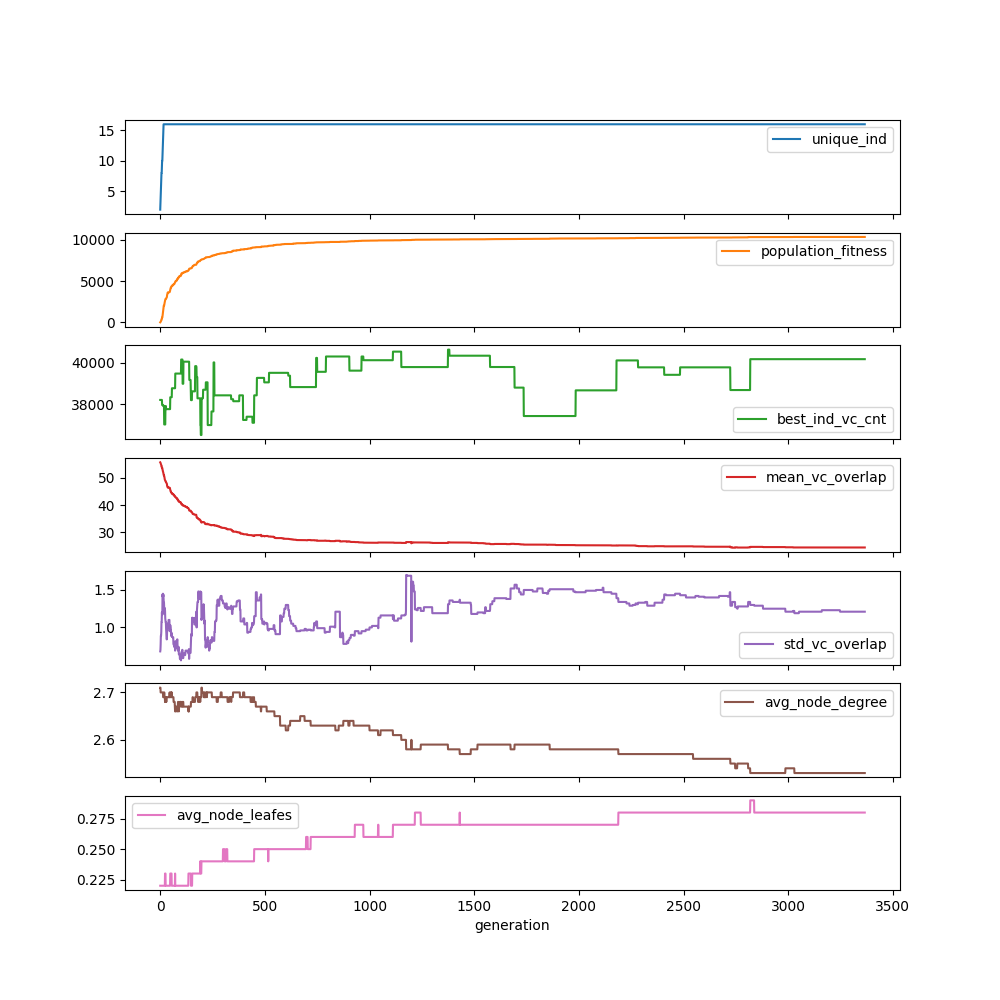 15
10
5
unique_ind
10000
5000
0
population_fitness
40000
38000
best_ind_vc_cnt
50
40
30
mean_vc_overlap
1.5
1.0
std_vc_overlap
2.7
2.6
avg_node_degree
0.275
0.250
0.225
avg_node_leafes
0 500 1000 1500 2000 2500 3000 3500
generation